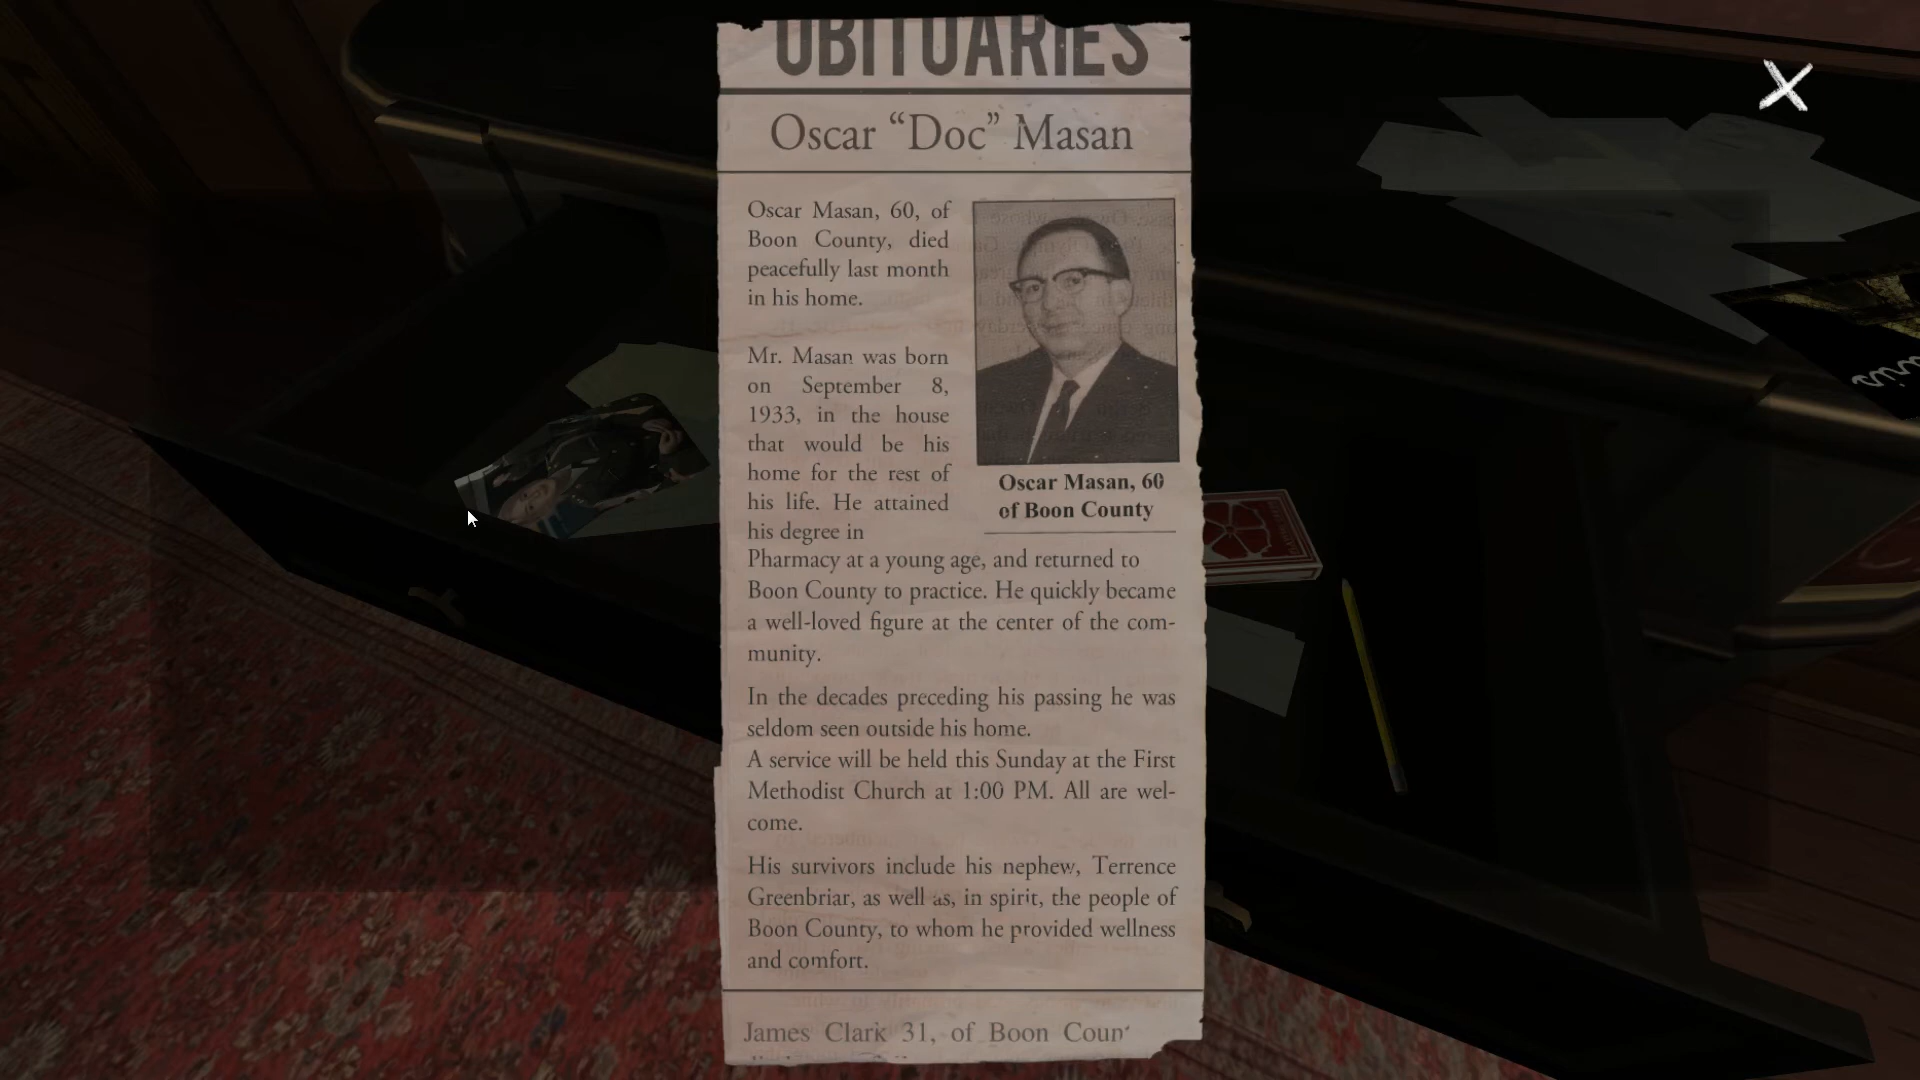 OBITUARIES
Oscar “Doc” Masan
Oscar Masan, 60, of
Boon County, died
peacefully last month
in his home.
Mr. Masan was born
on September 8,
1933, in the house
that would be his
home for the rest of
his life. He attained
his degree in
Oscar Masan, 60
of Boon County
Pharmacy at a young age, and returned to
Boon County to practice. He quickly became
a well-loved figure at the center of the com-
munity.
In the decades preceding his passing he was
seldom seen outside his home.
A service will be held this Sunday at the First
Methodist Church at 1:00 PM. All are wel-
come.
His survivors include his nephew, Terrence
Greenbriar, as well as, in spirit, the people of
Boon County, to whom he provided wellness
and comfort.
James Clark 31, of Boon